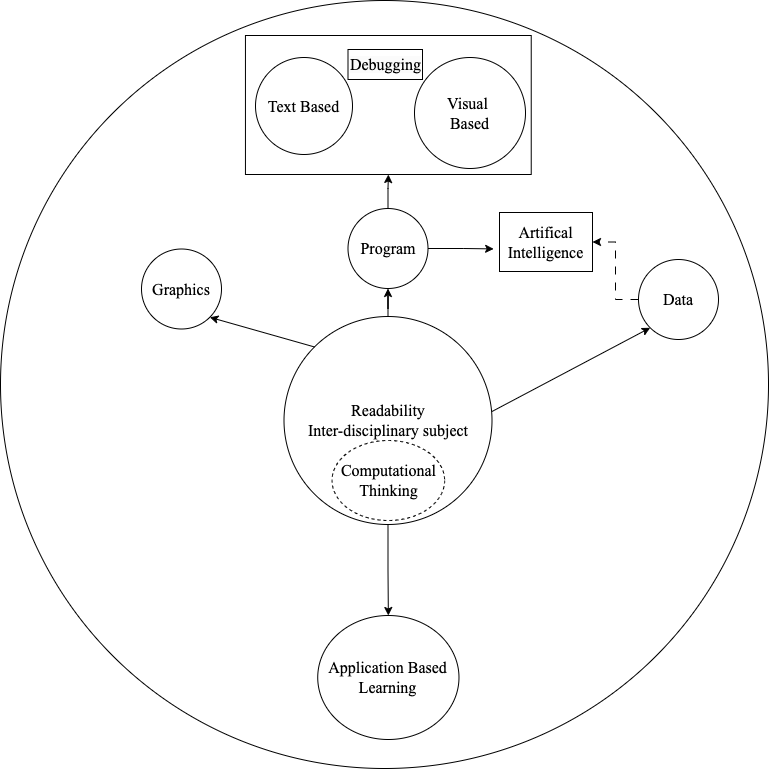 Debugging
Text Based
Visual
Based
Program
Artifical
Intelligence
Graphics
Data
Readability
Inter-disciplinary subject
Computational
Thinking
Application Based
Learning